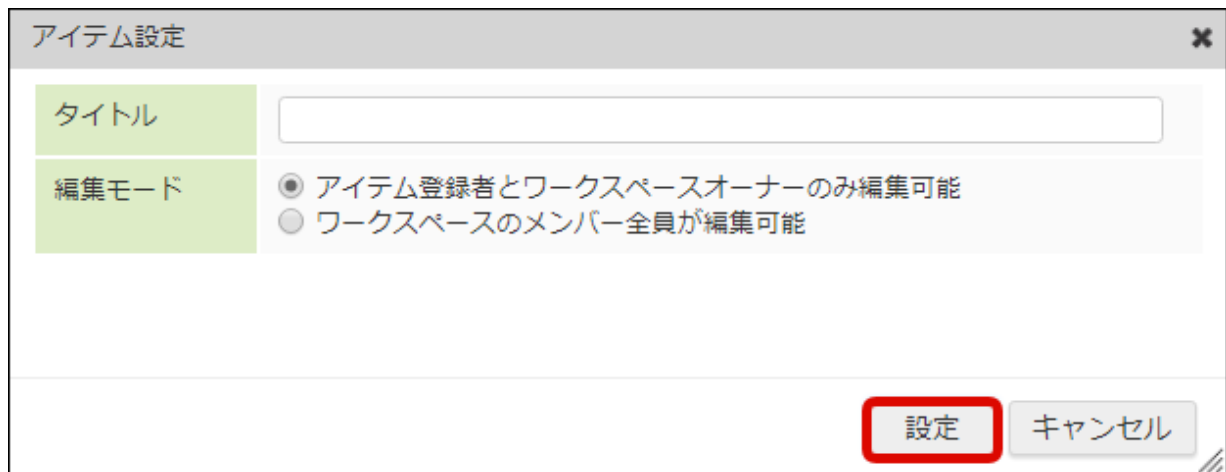 アイテム設定
タイトル
編集モード
アイテム登録者とワークスペースオーナーのみ編集可能
ワークスペースのメンバー全員が編集可能
設定 キャンセル